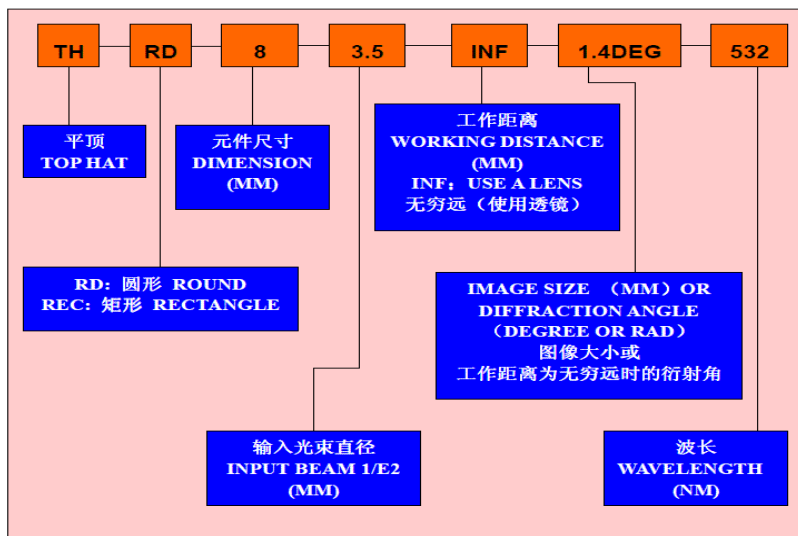 TH
RD
8
3.5
INF
1.4DEG
532
平顶
TOP HAT
元件尺寸
DIMENSION
(MM)
工作距离
WORKING DISTANCE
(MM)
INF：USE A LENS
无穷远（使用透镜）
RD：圆形 ROUND
REC：矩形 RECTANGLE
IMAGE SIZE （MM）OR
DIFFRACTION ANGLE
（DEGREE OR RAD）
图像大小或
工作距离为无穷远时的衍射角
输入光束直径
INPUT BEAM 1/E2
(MM)
波长
WAVELENGTH
(NM)